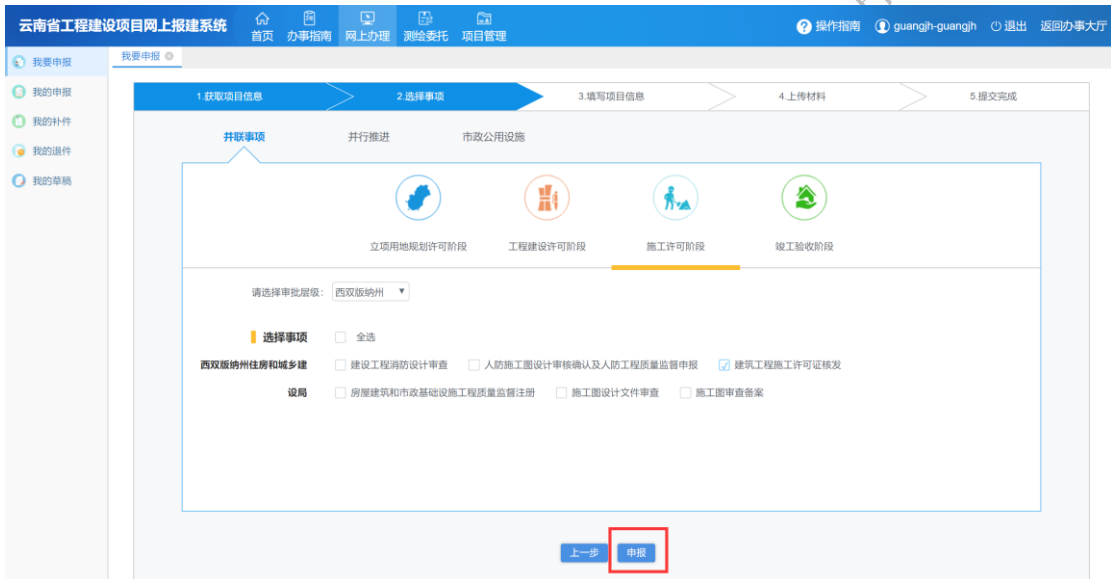 云南省工程建设项目网上报建系统 首页 办事指南 网上办理 测绘委托 项目管理 ? 操作指南 guangjh-guangjh 退出 返回办事大厅
我要申报
我的申报
我的补件
我的退件
我的草稿
我要申报
1.获取项目信息 2.选择事项 3.填写项目信息 4.上传材料 5.提交完成
并联事项 并行推进 市政公用设施
立项用地规划许可阶段 工程建设许可阶段 施工许可阶段 竣工验收阶段
请选择审批层级: 西双版纳州
选择事项 全选
西双版纳州住房和城乡建 建设工程消防设计审查 人防施工图设计审核确认及人防工程质量监督申报 建筑工程施工许可证核发
设局 房屋建筑和市政基础设施工程质量监督注册 施工图设计文件审查 施工图审查备案
上一步 申报